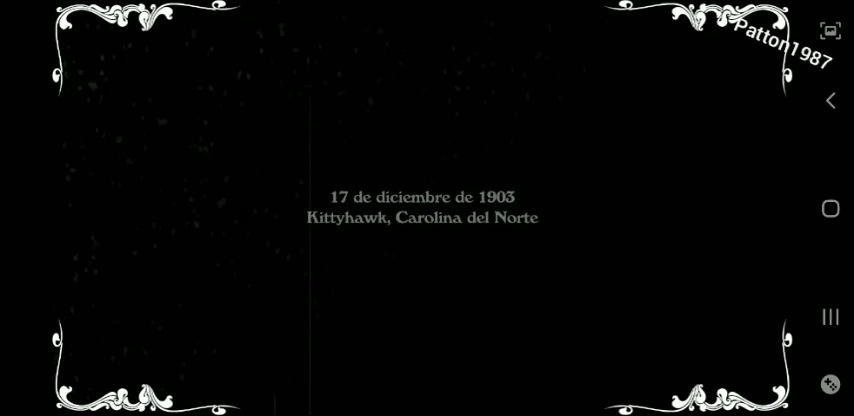 Patton1987
17 de diciembre de 1903
Kittyhawk, Carolina del Norte